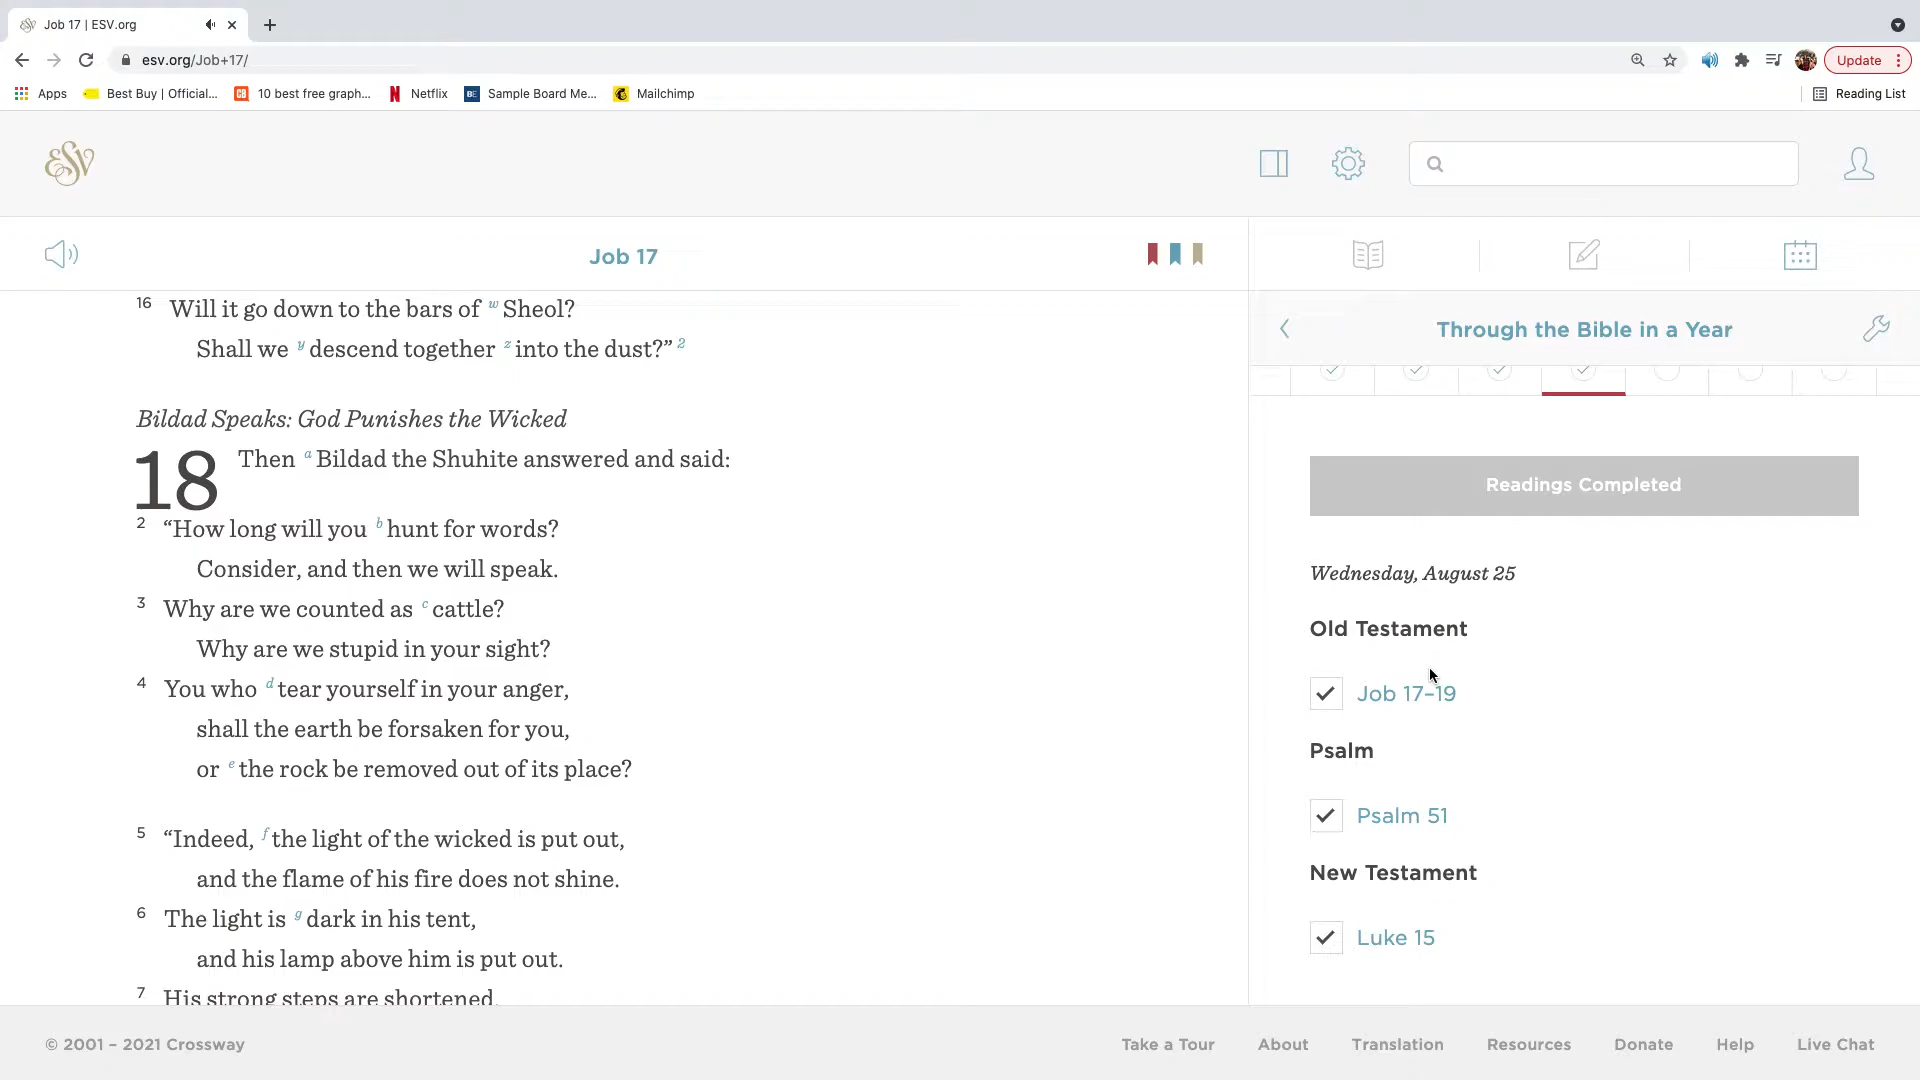 Job 17 | ESV.org
esv.org/Job+17/
Update
Apps
Best Buy | Official...
CB
10 best free graph...
N
Netflix
BE
Sample Board Me...
Mailchimp
Reading List
ESV
Job 17
16 Will it go down to the bars of w Sheol?
Shall we y descend together z into the dust?” 2
Bildad Speaks: God Punishes the Wicked
18 Then a Bildad the Shuhite answered and said:
2 “How long will you b hunt for words?
Consider, and then we will speak.
3 Why are we counted as c cattle?
Why are we stupid in your sight?
4 You who d tear yourself in your anger,
shall the earth be forsaken for you,
or e the rock be removed out of its place?
5 “Indeed, f the light of the wicked is put out,
and the flame of his fire does not shine.
6 The light is g dark in his tent,
and his lamp above him is put out.
7 His strong steps are shortened,
Through the Bible in a Year
Readings Completed
Wednesday, August 25
Old Testament
Job 17–19
Psalm
Psalm 51
New Testament
Luke 15
© 2001 – 2021 Crossway
Take a Tour
About
Translation
Resources
Donate
Help
Live Chat